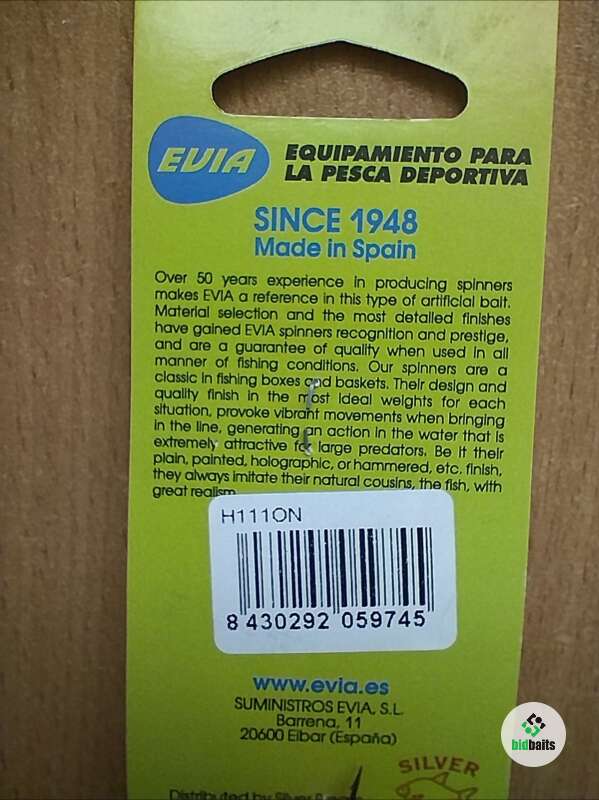 EVIA
EQUIPAMIENTO PARA
LA PESCA DEPORTIVA
SINCE 1948
Made in Spain
Over 50 years experience in producing spinners
makes EVIA a reference in this type of artificial bait.
Material selection and the most detailed finishes
have gained EVIA spinners recognition and prestige,
and are a guarantee of quality when used in all
manner of fishing conditions. Our spinners are a
classic in fishing boxes and baskets. Their design and
quality finish in the most ideal weights for each
situation, provoke vibrant movements when bringing
in the line, generating an action in the water that is
extremely attractive for large predators. Be it their
plain, painted, holographic, or hammered, etc. finish,
they always imitate their natural cousins, the fish, with
great realism
H111ON
8 430292 059745
www.evia.es
SUMINISTROS EVIA, S.L.
Barrena, 11
20600 Eibar (España)
SILVER
Distributed by Silver
bidbaits